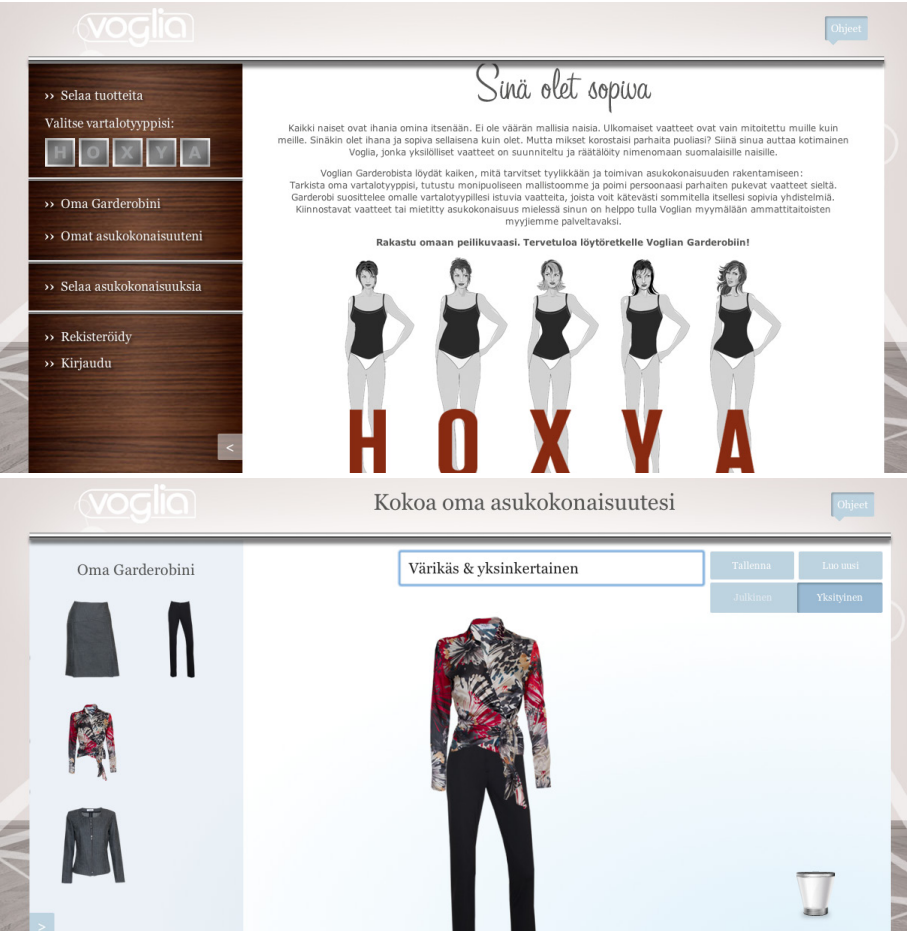 voglia
Ohjeet
›› Selaa tuotteita
Valitse vartalotyyppisi:
H O X Y A
›› Oma Garderobini
›› Omat asukokonaisuuteni
›› Selaa asukokonaisuuksia
›› Rekisteröidy
›› Kirjaudu
<
Sinä olet sopiva
Kaikki naiset ovat ihania omina itsenään. Ei ole väärän mallisia naisia. Ulkomaiset vaatteet ovat vain mitoitettu muille kuin
meille. Sinäkin olet ihana ja sopiva sellaisena kuin olet. Mutta mikset korostaisi parhaita puoliasi? Siinä sinua auttaa kotimainen
Voglia, jonka yksilölliset vaatteet on suunniteltu ja räätälöity nimenomaan suomalaisille naisille.
Voglian Garderobista löydät kaiken, mitä tarvitset tyylikkään ja toimivan asukokonaisuuden rakentamiseen:
Tarkista oma vartalotyyppisi, tutustu monipuoliseen mallistoomme ja poimi persoonaasi parhaiten pukevat vaatteet sieltä.
Garderobi suosittelee omalle vartalotyypillesi istuvia vaatteita, joista voit kätevästi sommitella itsellesi sopivia yhdistelmiä.
Kiinnostavat vaatteet tai mietitty asukokonaisuus mielessä sinun on helppo tulla Voglian myymälään ammattitaitoisten
myyjiemme palveltavaksi.
Rakastu omaan peilikuvaasi. Tervetuloa löytöretkelle Voglian Garderobiin!
H O X Y A
voglia
Kokoa oma asukokonaisuutesi
Ohjeet
Oma Garderobini
Värikäs & yksinkertainen
Tallenna
Luo uusi
Julkinen
Yksityinen
>